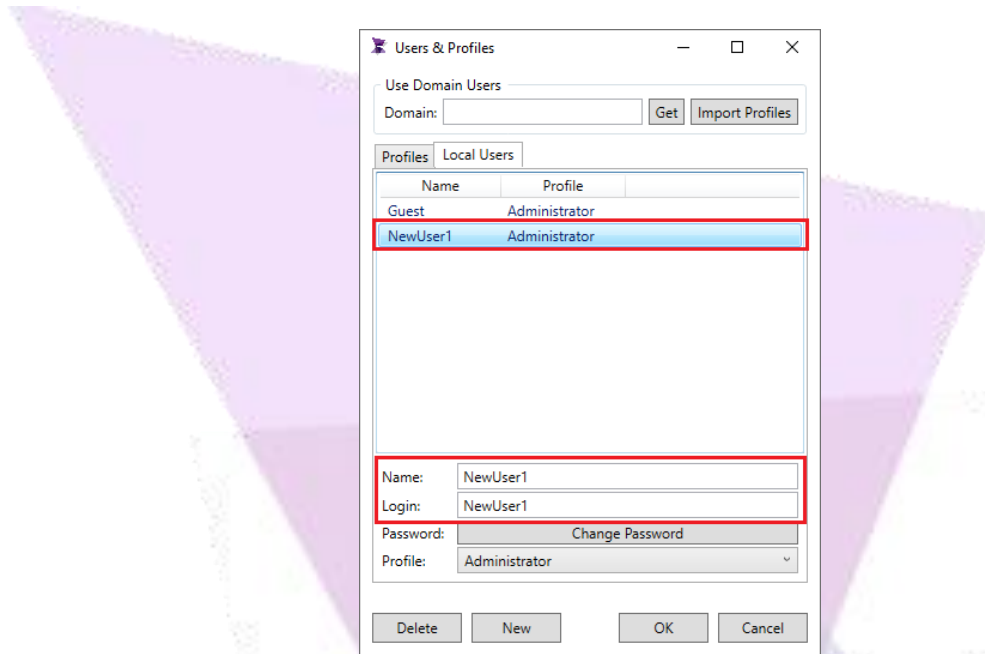 Users & Profiles
Use Domain Users
Domain: Get Import Profiles
Profiles Local Users
Name Profile
Guest Administrator
NewUser1 Administrator
Name: NewUser1
Login: NewUser1
Password: Change Password
Profile: Administrator
Delete New OK Cancel